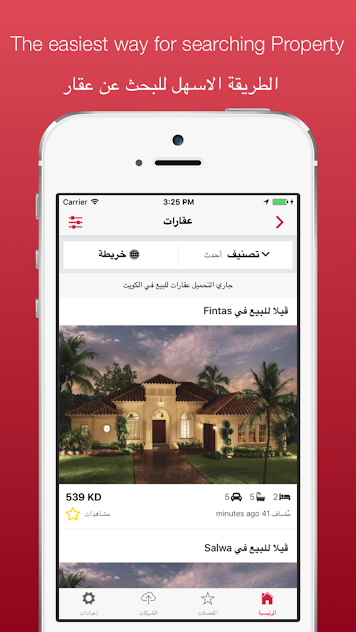 The easiest way for searching Property
الطريقة الاسهل للبحث عن عقار
Carrier 3:25 PM
عقارات
تصنيف أحدث
خريطة
جاري التحميل عقارات للبيع في الكويت
ڤيلا للبيع في Fintas
539 KD 5 5 2
مشاهدات
مُضاف 41 minutes ago
ڤيلا للبيع في Salwa
الرئيسية
المفضلات
الشركات
إعدادات